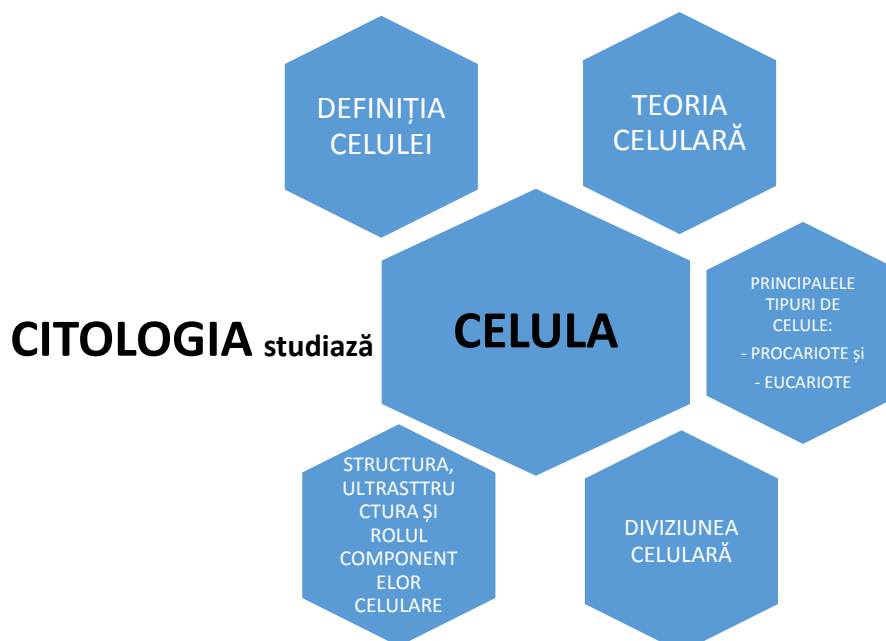 DEFINIȚIA
CELULEI
TEORIA
CELULARĂ
CITOLOGIA studiază
CELULA
PRINCIPALELE
TIPURI DE
CELULE:
- PROCARIOTE și
- EUCARIOTE
STRUCTURA,
ULTRASTTRU
CTURA ȘI
ROLUL
COMPONENT
ELOR
CELULARE
DIVIZIUNEA
CELULARĂ